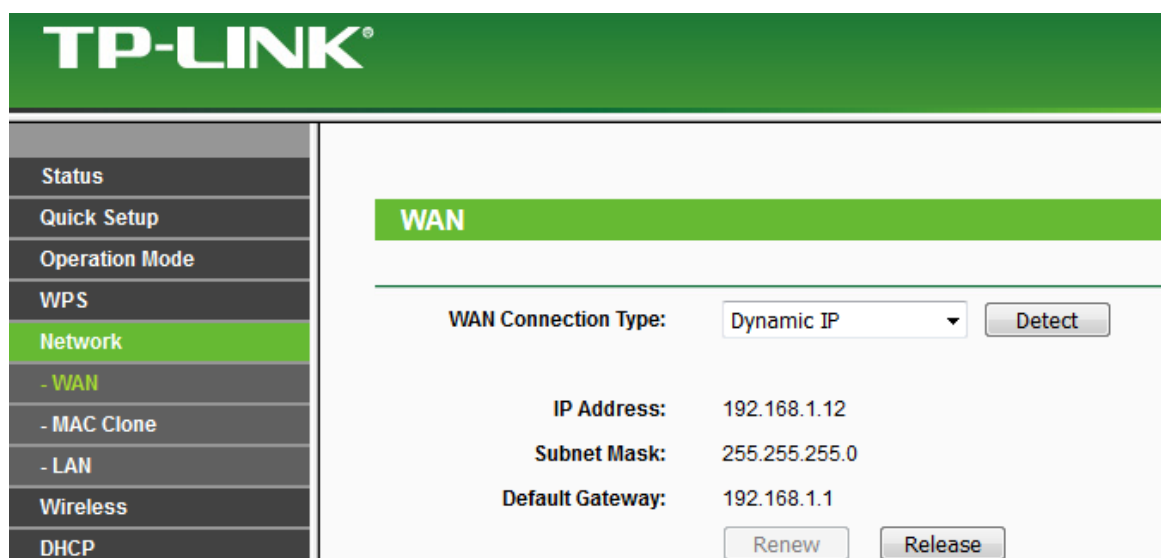 TP-LINK®
Status
Quick Setup
Operation Mode
WPS
Network
- WAN
- MAC Clone
- LAN
Wireless
DHCP
WAN
WAN Connection Type: Dynamic IP Detect
IP Address: 192.168.1.12
Subnet Mask: 255.255.255.0
Default Gateway: 192.168.1.1
Renew Release